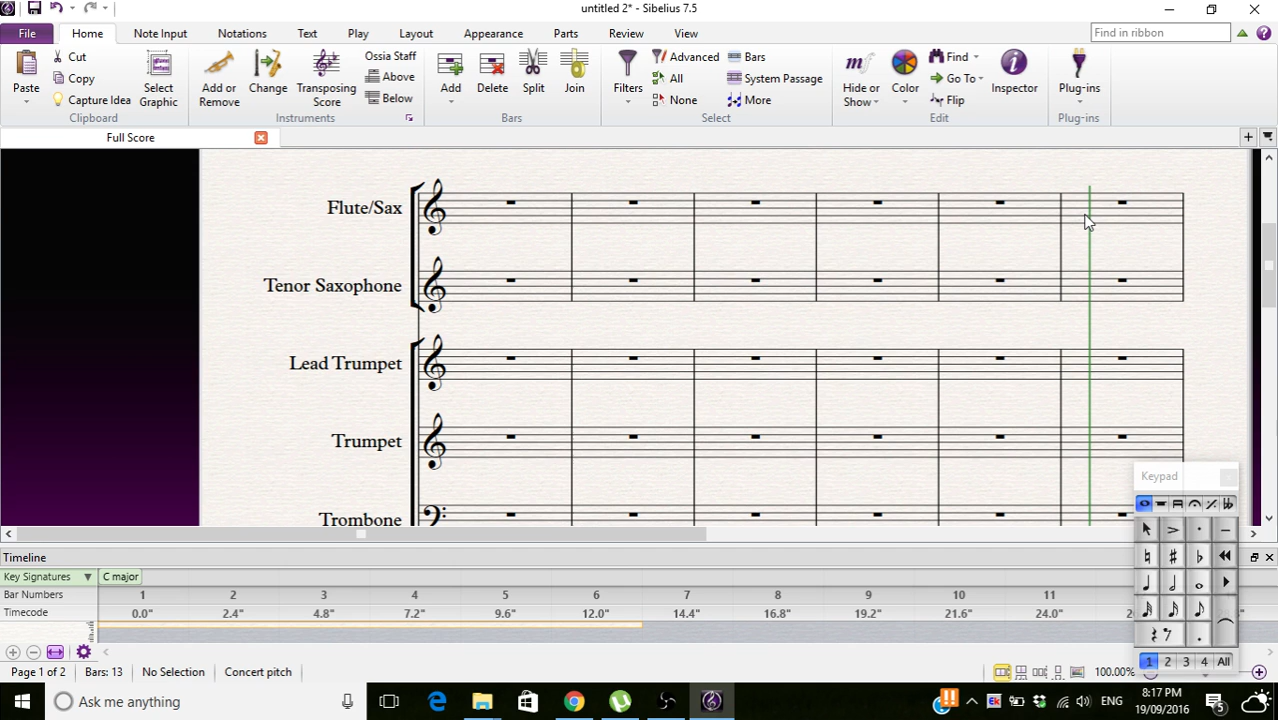 untitled 2* - Sibelius 7.5
File Home Note Input Notations Text Play Layout Appearance Parts Review View Find in ribbon
Paste
Cut
Copy
Capture Idea
Select Graphic
Clipboard
Add or Remove
Change
Transposing Score
Ossia Staff
Above
Below
Instruments
Add
Delete
Split
Join
Bars
Filters
Advanced
All
None
Bars
System Passage
More
Select
Hide or Show
Color
Find
Go To
Flip
Inspector
Edit
Plug-ins
Plug-ins
Full Score
Flute/Sax
Tenor Saxophone
Lead Trumpet
Trumpet
Trombone
Keypad
1 2 3 4 All
Timeline
Key Signatures C major
Bar Numbers 1 2 3 4 5 6 7 8 9 10 11
Timecode 0.0" 2.4" 4.8" 7.2" 9.6" 12.0" 14.4" 16.8" 19.2" 21.6" 24.0"
Page 1 of 2 Bars: 13 No Selection Concert pitch 100.00%
Ask me anything
ENG
8:17 PM
19/09/2016
5